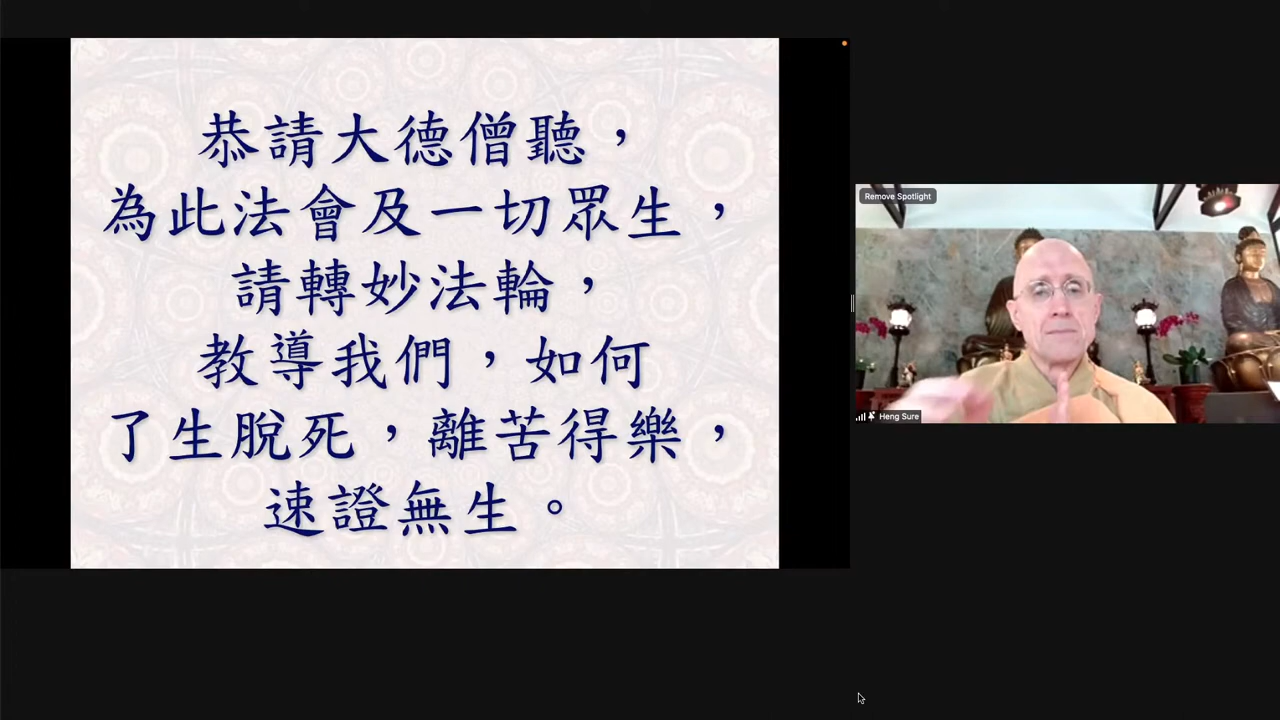 恭請大德僧聽，
為此法會及一切眾生，
請轉妙法輪，
教導我們，如何
了生脫死，離苦得樂，
速證無生。
Remove Spotlight
Heng Sure